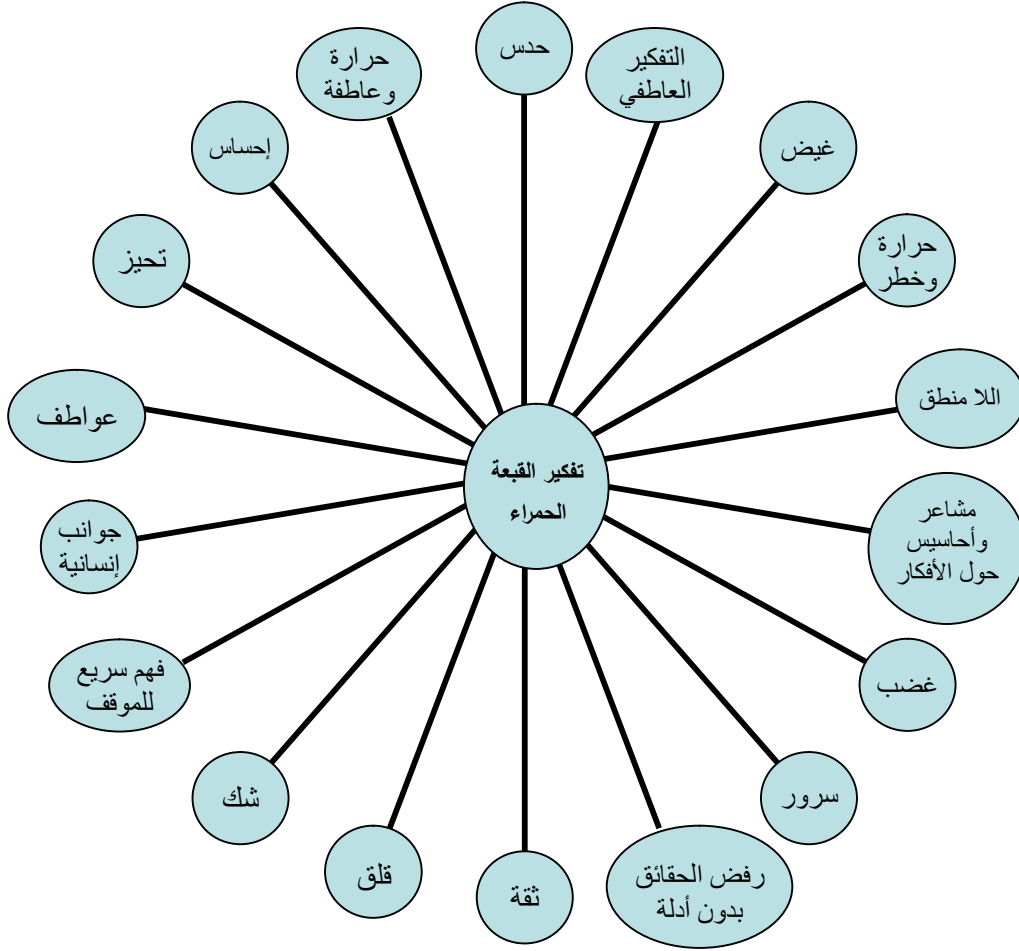 تفكير القبعة
الحمراء
حدس
التفكير
العاطفي
غيض
حرارة
وخطر
اللا منطق
مشاعر
وأحاسيس
حول الأفكار
غضب
سرور
رفض الحقائق
بدون أدلة
ثقة
قلق
شك
فهم سريع
للموقف
جوانب
إنسانية
عواطف
تحيز
إحساس
حرارة
وعاطفة